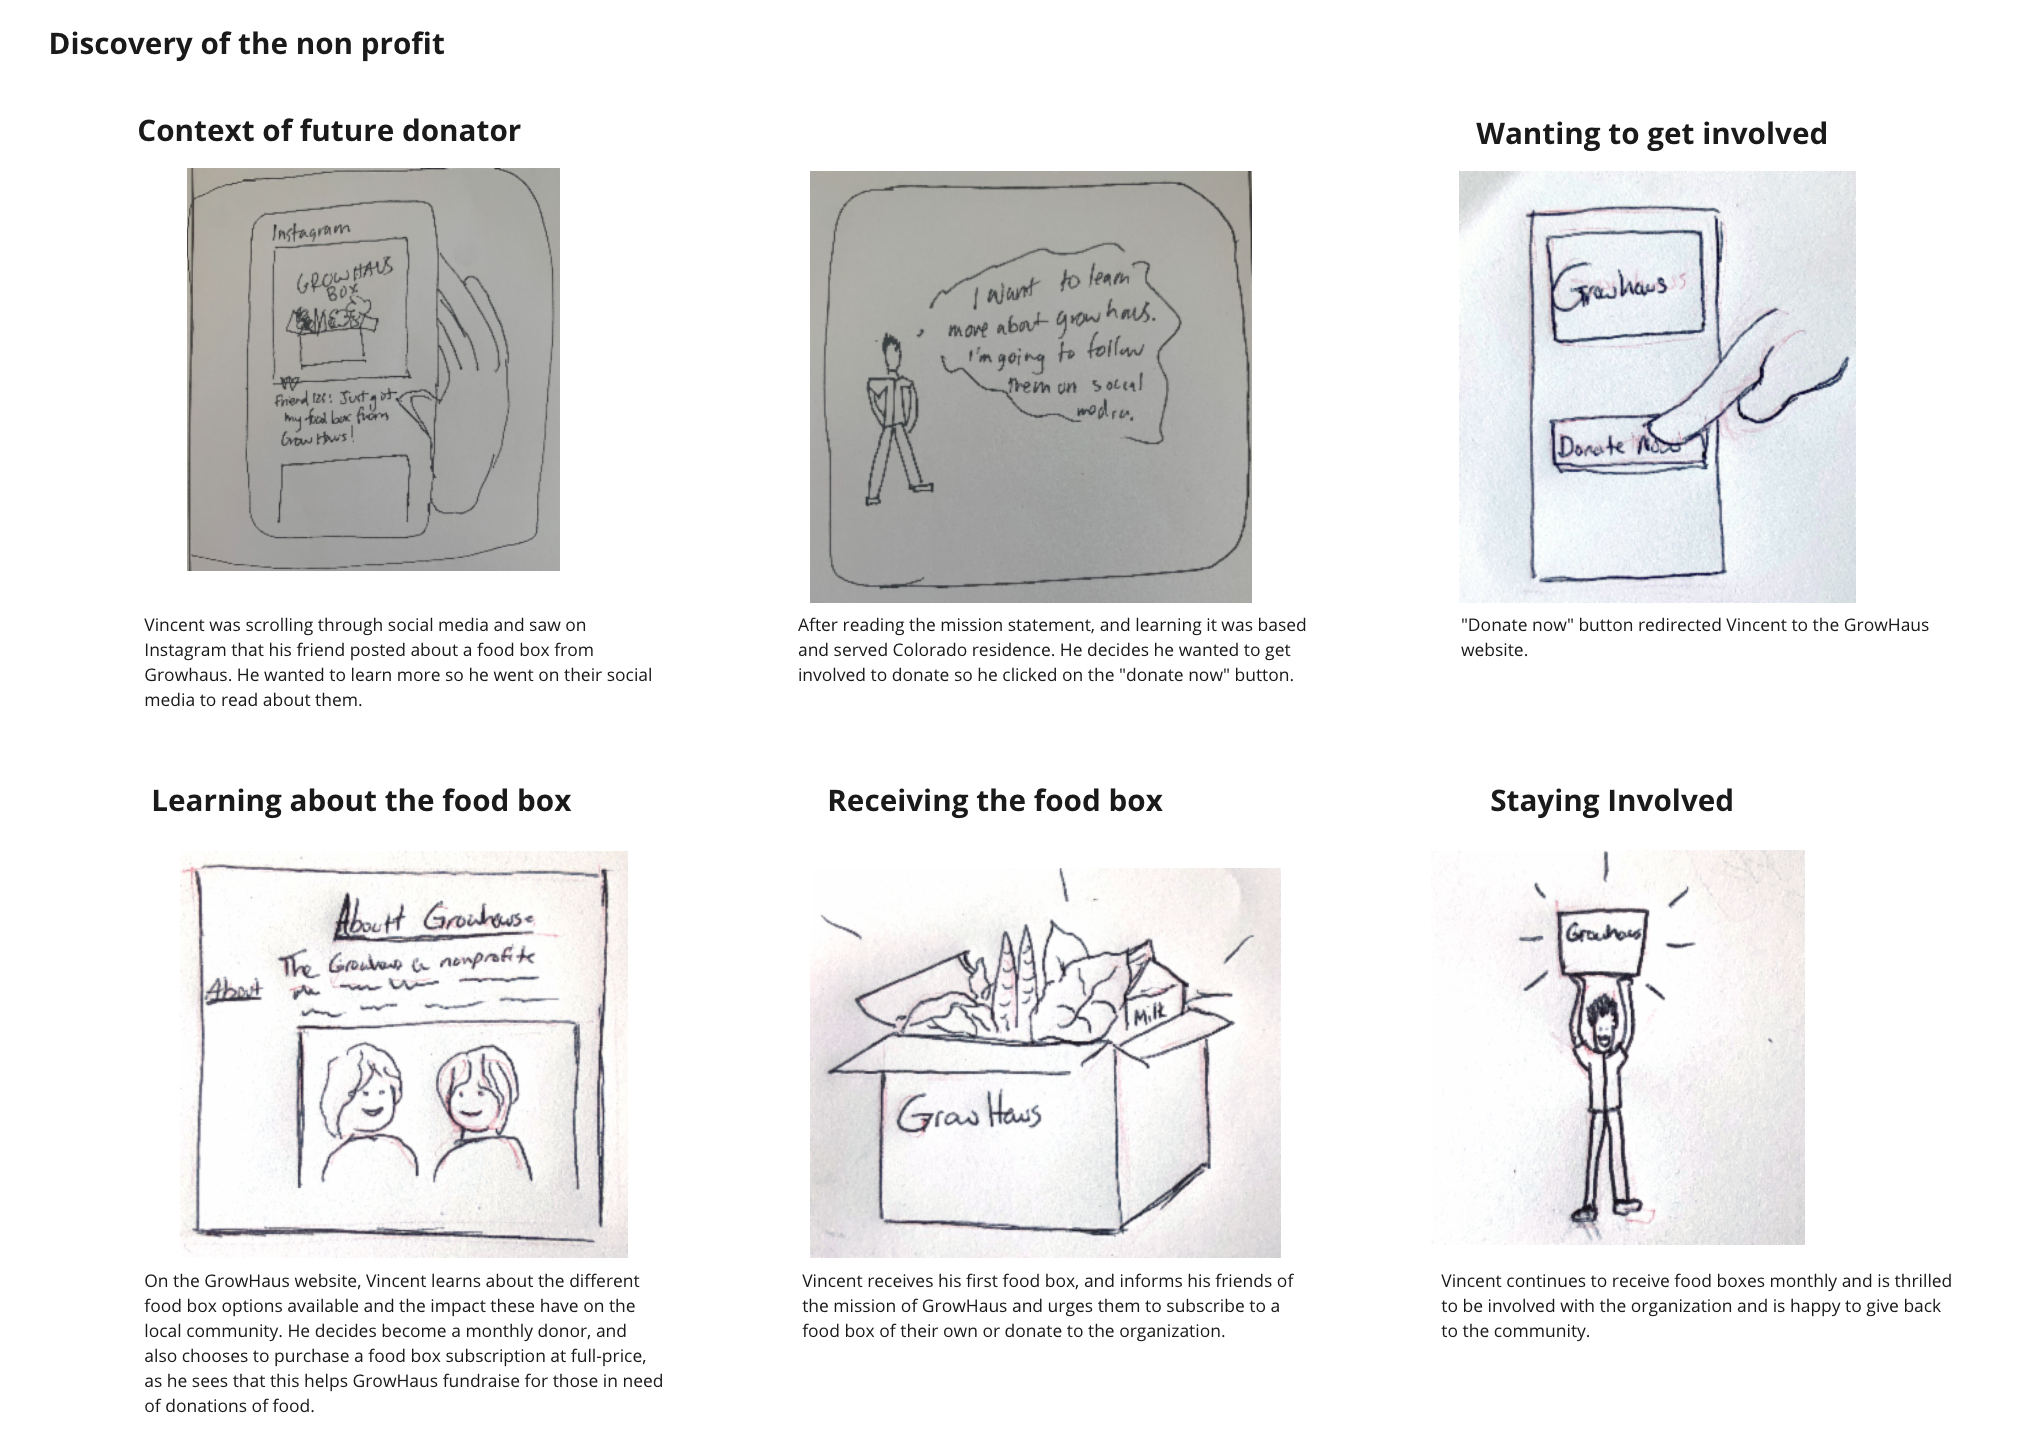 Discovery of the non profit
Context of future donator
Instagram
GROWHAUS
BOX
Friend 128: Just got
my food box from
Grow Haus!
Vincent was scrolling through social media and saw on
Instagram that his friend posted about a food box from
Growhaus. He wanted to learn more so he went on their social
media to read about them.
I want to learn
more about growhaus.
I'm going to follow
them on social
media.
After reading the mission statement, and learning it was based
and served Colorado residence. He decides he wanted to get
involved to donate so he clicked on the "donate now" button.
Wanting to get involved
Growhaus
Donate Now
"Donate now" button redirected Vincent to the GrowHaus
website.
Learning about the food box
Aboutt Growhaus
The Growhaus a nonprofit
About
On the GrowHaus website, Vincent learns about the different
food box options available and the impact these have on the
local community. He decides become a monthly donor, and
also chooses to purchase a food box subscription at full-price,
as he sees that this helps GrowHaus fundraise for those in need
of donations of food.
Receiving the food box
Milk
Grow Haus
Vincent receives his first food box, and informs his friends of
the mission of GrowHaus and urges them to subscribe to a
food box of their own or donate to the organization.
Staying Involved
Growhaus
Vincent continues to receive food boxes monthly and is thrilled
to be involved with the organization and is happy to give back
to the community.